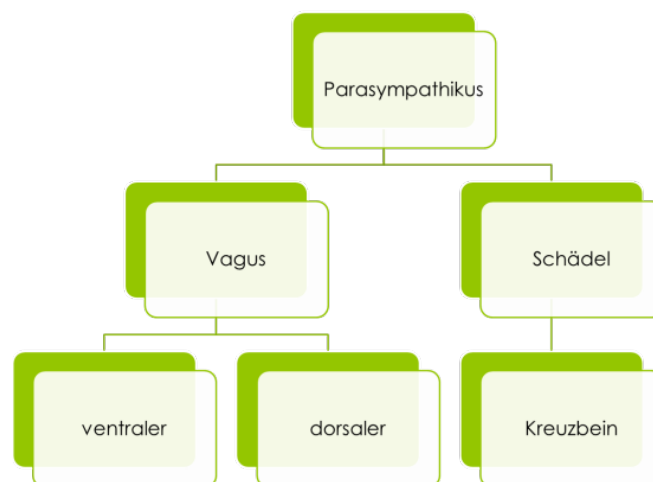 Parasympathikus
Vagus
Schädel
ventraler
dorsaler
Kreuzbein